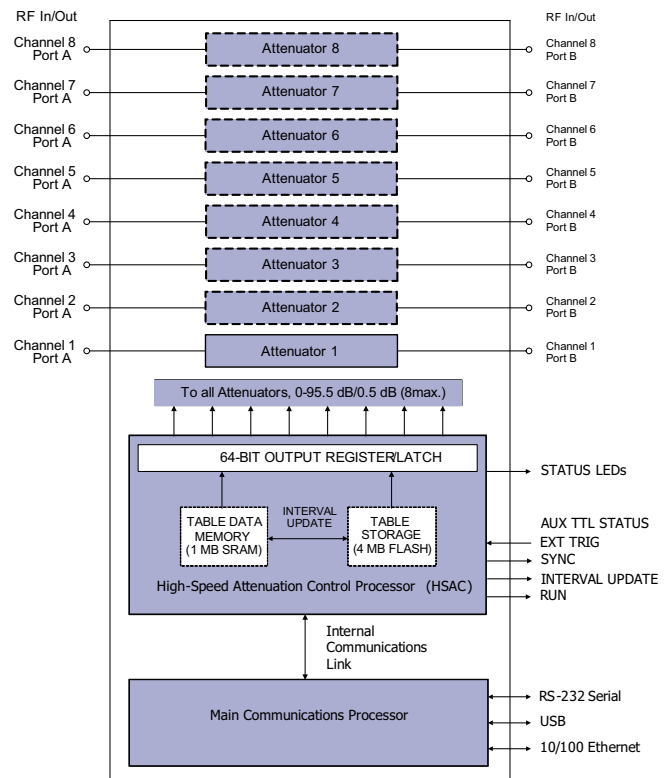 RF In/Out
RF In/Out
Channel 8
Port A
Attenuator 8
Channel 8
Port B
Channel 7
Port A
Attenuator 7
Channel 7
Port B
Channel 6
Port A
Attenuator 6
Channel 6
Port B
Channel 5
Port A
Attenuator 5
Channel 5
Port B
Channel 4
Port A
Attenuator 4
Channel 4
Port B
Channel 3
Port A
Attenuator 3
Channel 3
Port B
Channel 2
Port A
Attenuator 2
Channel 2
Port B
Channel 1
Port A
Attenuator 1
Channel 1
Port B
To all Attenuators, 0-95.5 dB/0.5 dB (8max.)
64-BIT OUTPUT REGISTER/LATCH
STATUS LEDs
TABLE DATA
MEMORY
(1 MB SRAM)
INTERVAL
UPDATE
TABLE
STORAGE
(4 MB FLASH)
AUX TTL STATUS
EXT TRIG
SYNC
INTERVAL UPDATE
RUN
High-Speed Attenuation Control Processor (HSAC)
Internal
Communications
Link
Main Communications Processor
RS-232 Serial
USB
10/100 Ethernet